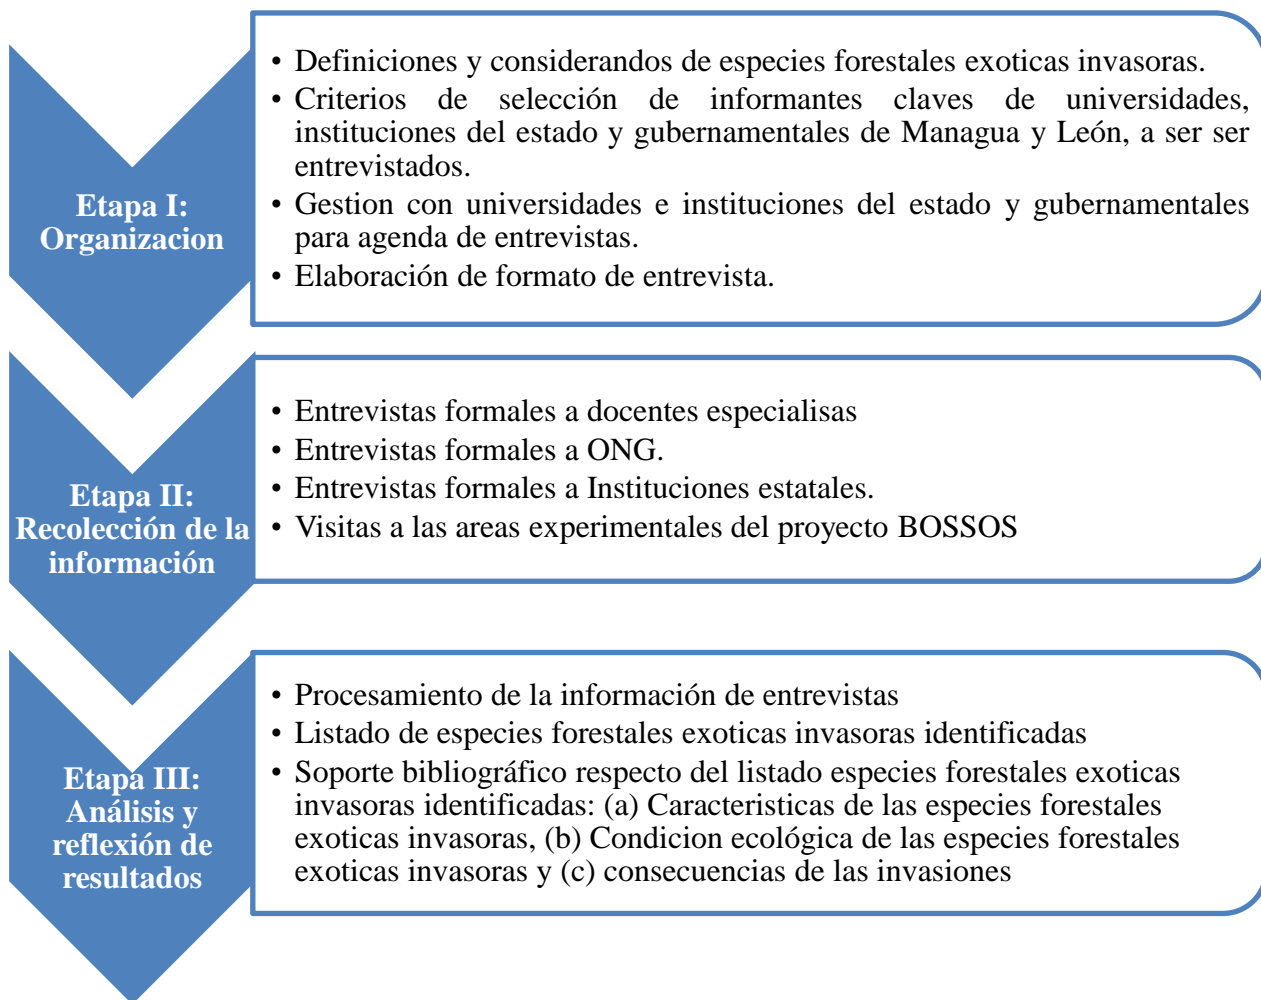 Etapa I:
Organizacion
• Definiciones y considerandos de especies forestales exoticas invasoras.
• Criterios de selección de informantes claves de universidades,
instituciones del estado y gubernamentales de Managua y León, a ser ser
entrevistados.
• Gestion con universidades e instituciones del estado y gubernamentales
para agenda de entrevistas.
• Elaboración de formato de entrevista.
Etapa II:
Recolección de la
información
• Entrevistas formales a docentes especialisas
• Entrevistas formales a ONG.
• Entrevistas formales a Instituciones estatales.
• Visitas a las areas experimentales del proyecto BOSSOS
Etapa III:
Análisis y
reflexión de
resultados
• Procesamiento de la información de entrevistas
• Listado de especies forestales exoticas invasoras identificadas
• Soporte bibliográfico respecto del listado especies forestales exoticas
invasoras identificadas: (a) Caracteristicas de las especies forestales
exoticas invasoras, (b) Condicion ecológica de las especies forestales
exoticas invasoras y (c) consecuencias de las invasiones